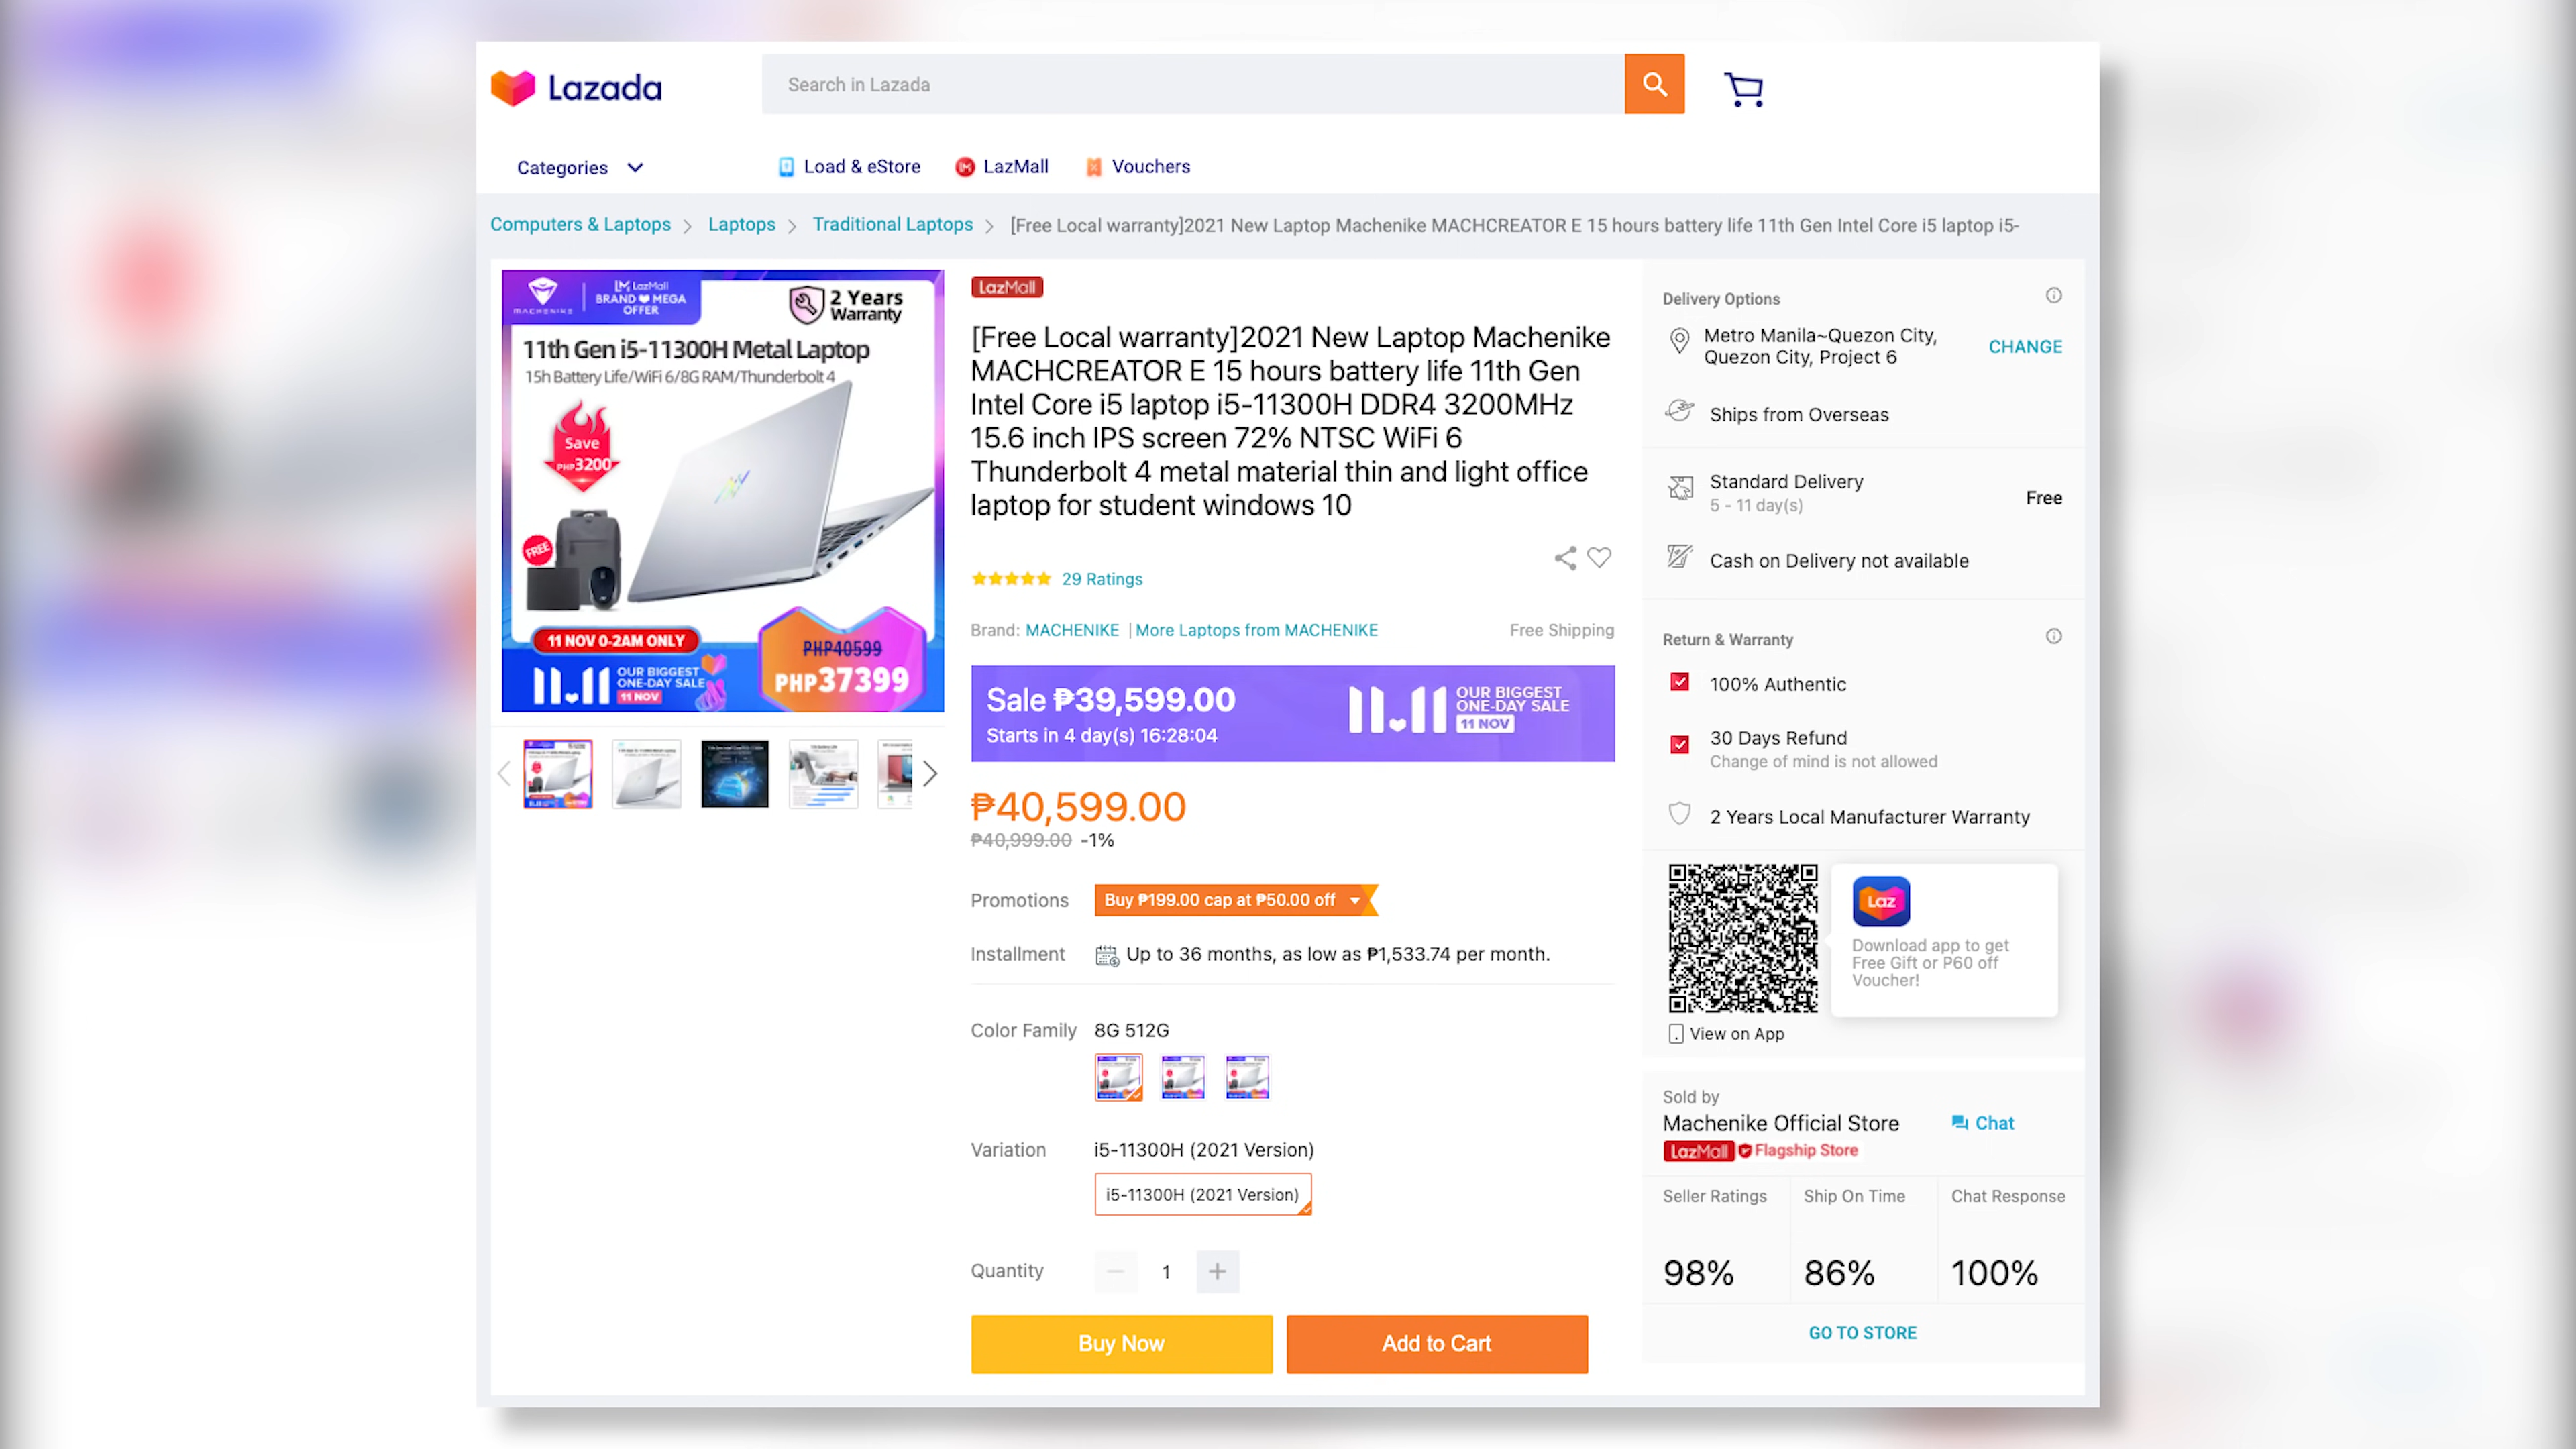 Lazada
Search in Lazada
Categories
Load & eStore
LazMall
Vouchers
Computers & Laptops
Laptops
Traditional Laptops
[Free Local warranty]2021 New Laptop Machenike MACHCREATOR E 15 hours battery life 11th Gen Intel Core i5 laptop i5-
MACHENIKE
LazMall
BRAND MEGA
OFFER
2 Years
Warranty
11th Gen i5-11300H Metal Laptop
15h Battery Life/WiFi 6/8G RAM/Thunderbolt 4
Save
PHP3200
FREE
11 NOV 0-2AM ONLY
11.11
OUR BIGGEST
ONE-DAY SALE
11 NOV
PHP40599
PHP37399
LazMall
[Free Local warranty]2021 New Laptop Machenike
MACHCREATOR E 15 hours battery life 11th Gen
Intel Core i5 laptop i5-11300H DDR4 3200MHz
15.6 inch IPS screen 72% NTSC WiFi 6
Thunderbolt 4 metal material thin and light office
laptop for student windows 10
29 Ratings
Brand: MACHENIKE | More Laptops from MACHENIKE
Free Shipping
Sale ₱39,599.00
Starts in 4 day(s) 16:28:04
11.11
OUR BIGGEST
ONE-DAY SALE
11 NOV
₱40,599.00
₱40,999.00 -1%
Promotions
Buy ₱199.00 cap at ₱50.00 off
Installment
Up to 36 months, as low as ₱1,533.74 per month.
Color Family
8G 512G
Variation
i5-11300H (2021 Version)
i5-11300H (2021 Version)
Quantity
1
Buy Now
Add to Cart
Delivery Options
Metro Manila~Quezon City,
Quezon City, Project 6
CHANGE
Ships from Overseas
Standard Delivery
5 - 11 day(s)
Free
Cash on Delivery not available
Return & Warranty
100% Authentic
30 Days Refund
Change of mind is not allowed
2 Years Local Manufacturer Warranty
Laz
Download app to get
Free Gift or P60 off
Voucher!
View on App
Sold by
Machenike Official Store
Chat
LazMall Flagship Store
Seller Ratings
Ship On Time
Chat Response
98%
86%
100%
GO TO STORE